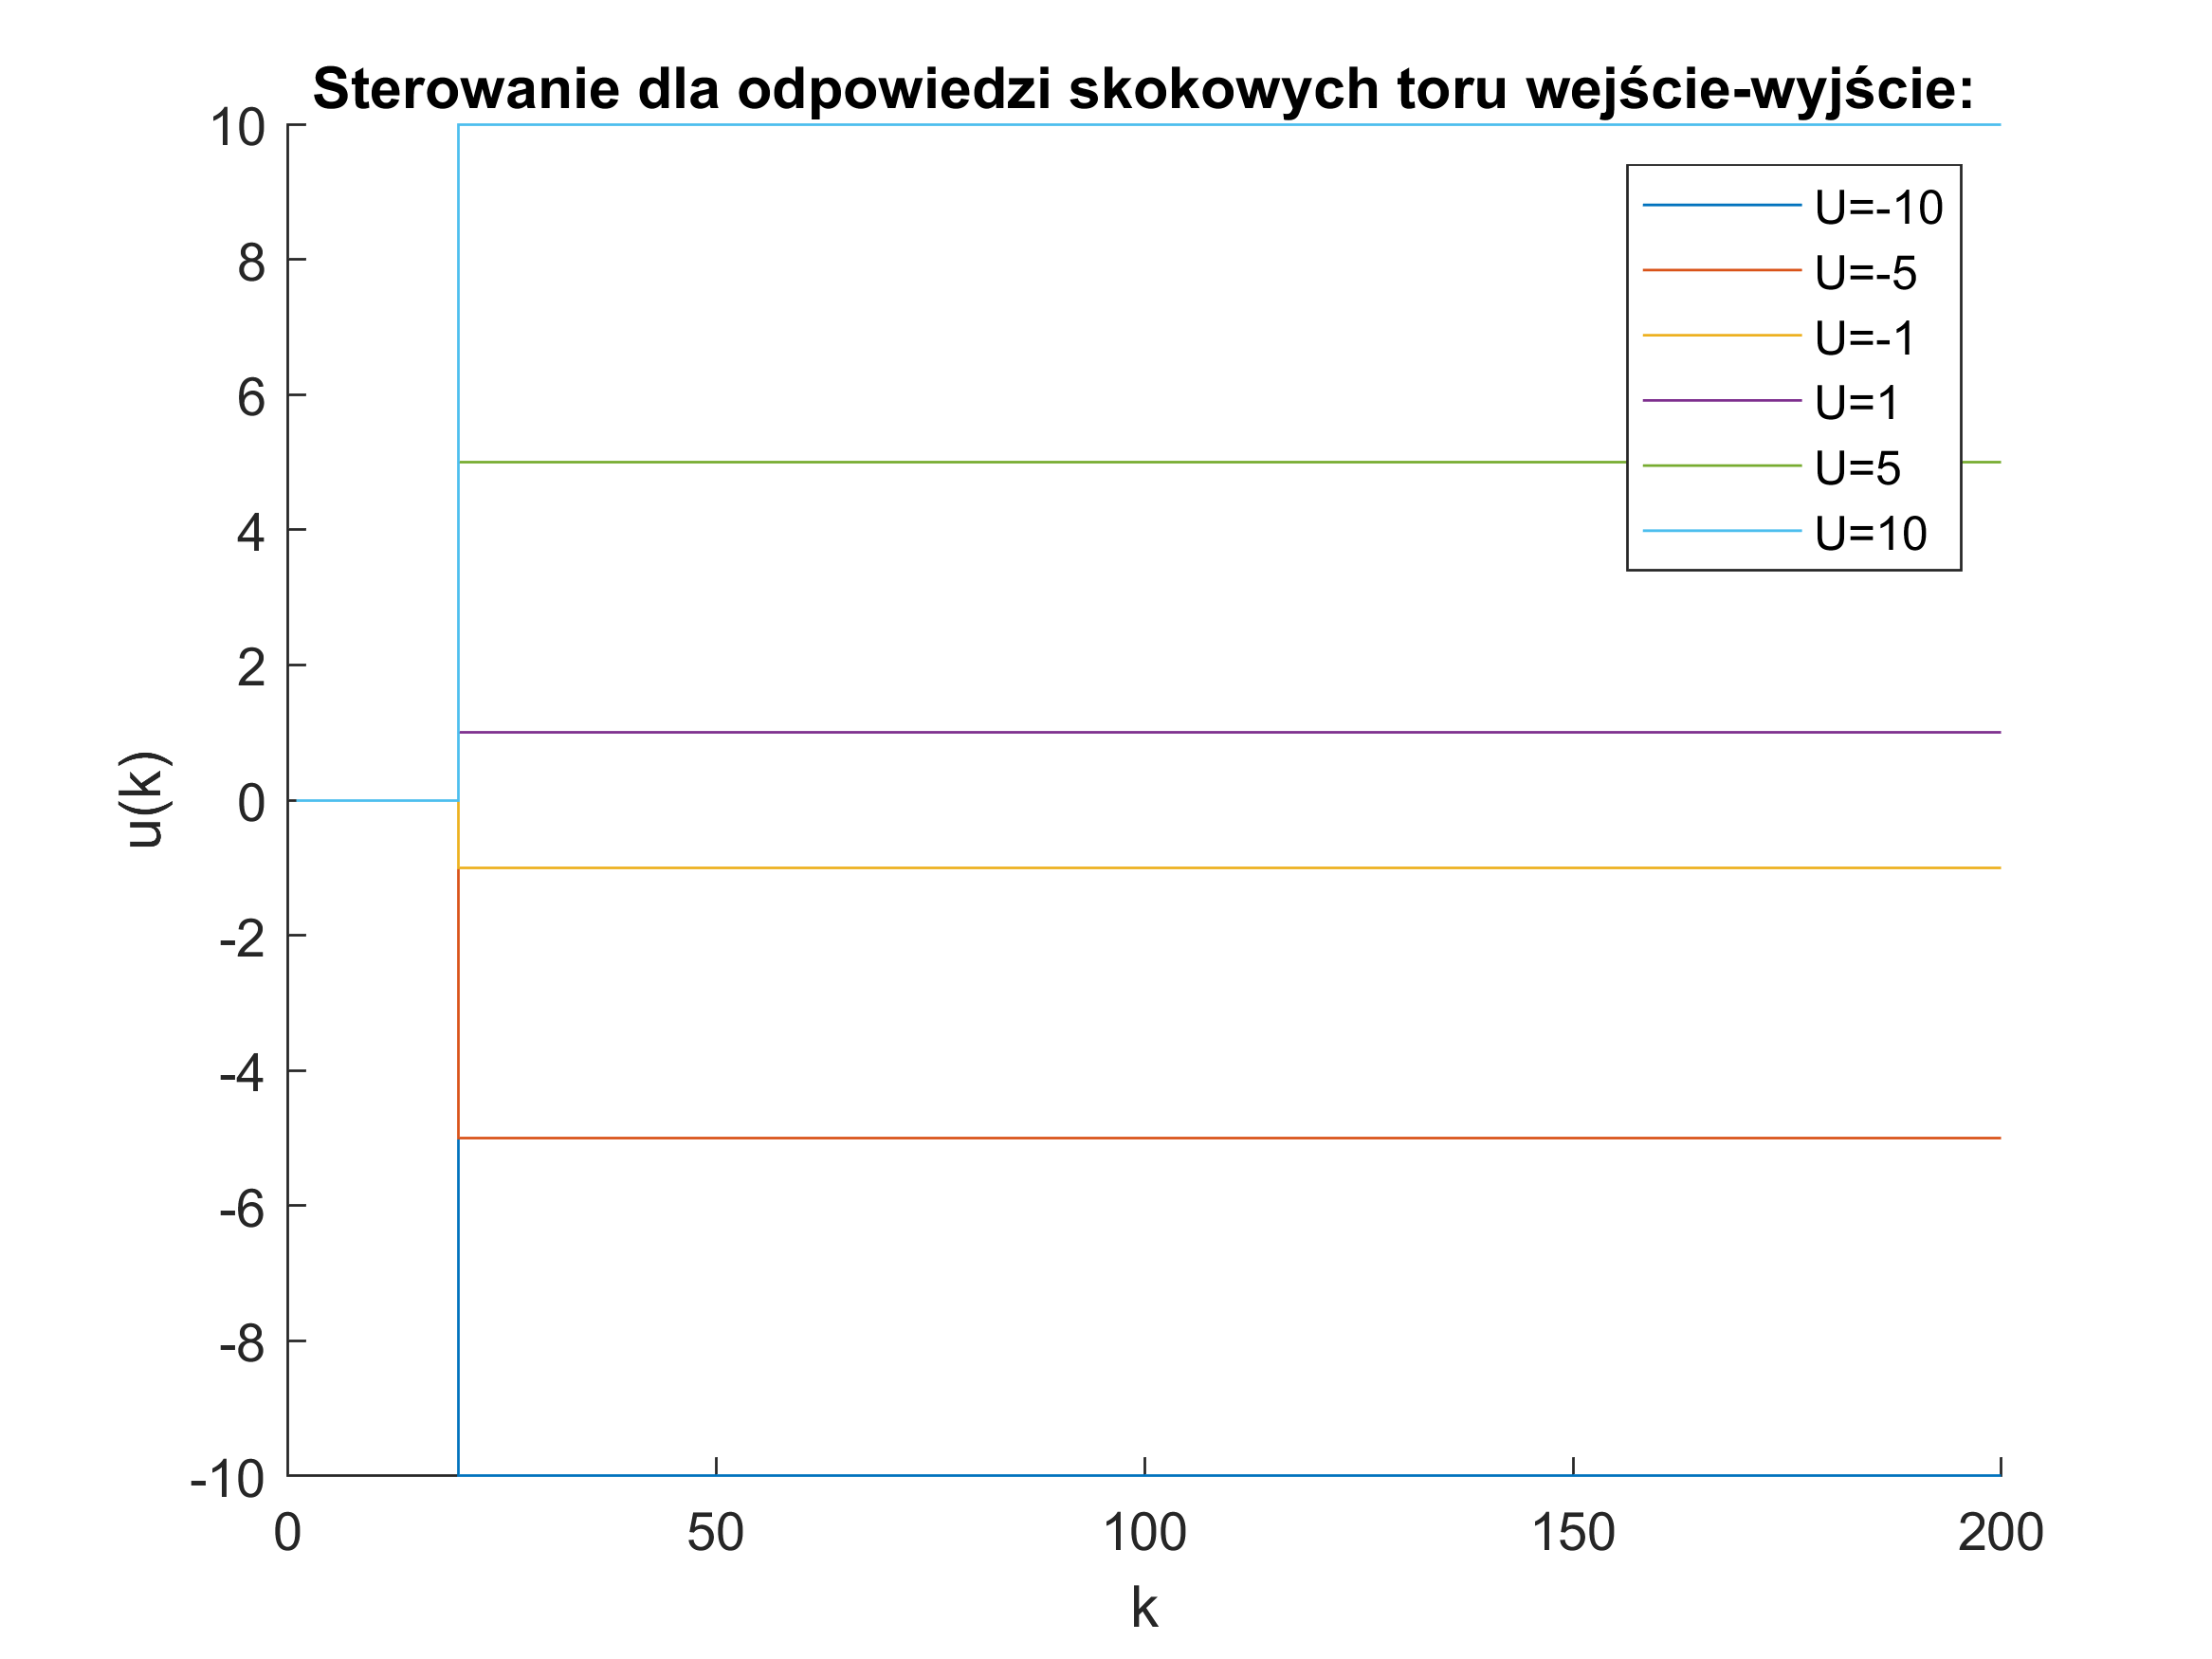 Sterowanie dla odpowiedzi skokowych toru wejście-wyjście:
10
8
6
4
2
0
-2
-4
-6
-8
-10
u(k)
U=-10
U=-5
U=-1
U=1
U=5
U=10
0 50 100 150 200
k